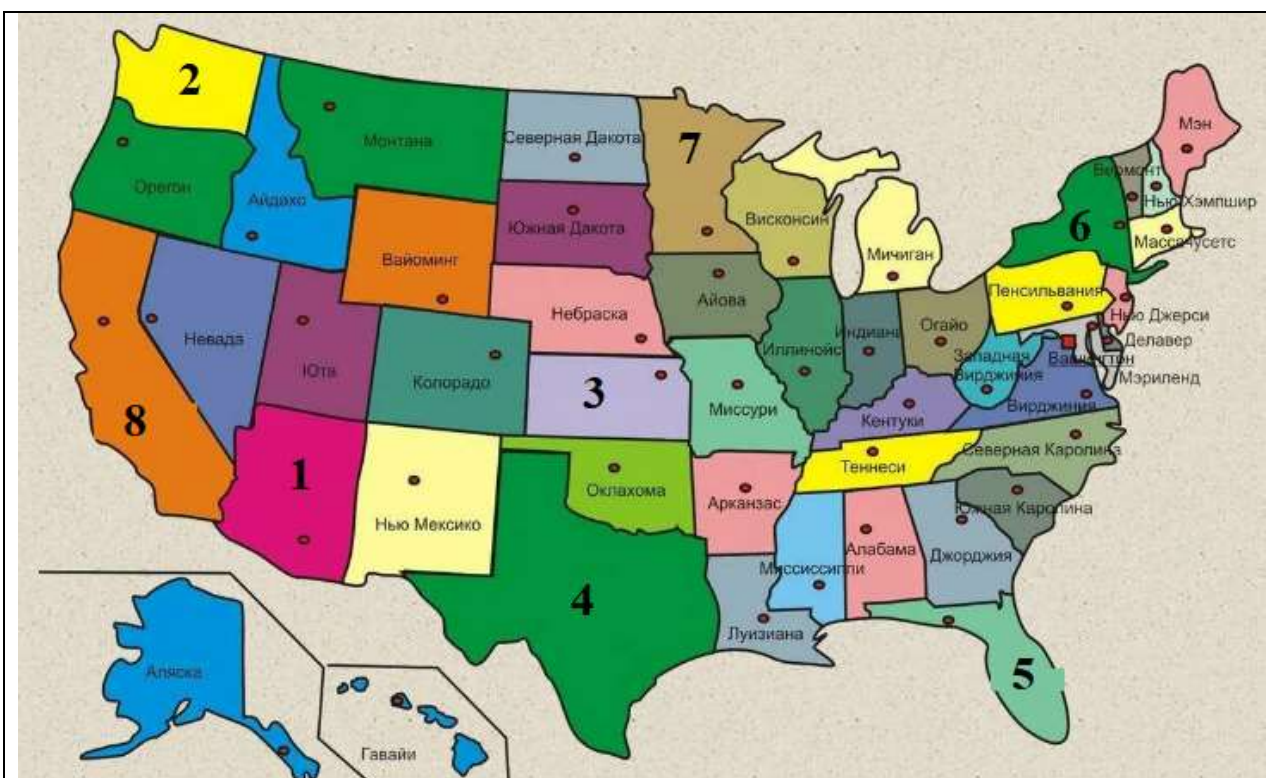 2
Монтана
Северная Дакота
7
Мэн
Орегон
Айдахо
Южная Дакота
Висконсин
Мичиган
Вермонт
Нью Хэмпшир
6
Массачусетс
Вайоминг
Небраска
Айова
Пенсильвания
Нью Джерси
Невада
Юта
Колорадо
3
Иллинойс
Индиана
Огайо
Западная
Вирджиния
Вашингтон
Делавер
Мэриленд
8
Миссури
Кентуки
Вирджиния
1
Нью Мексико
Оклахома
Арканзас
Теннеси
Северная Каролина
Южная Каролина
4
Миссиссиппи
Алабама
Джорджия
Луизиана
5
Аляска
Гавайи